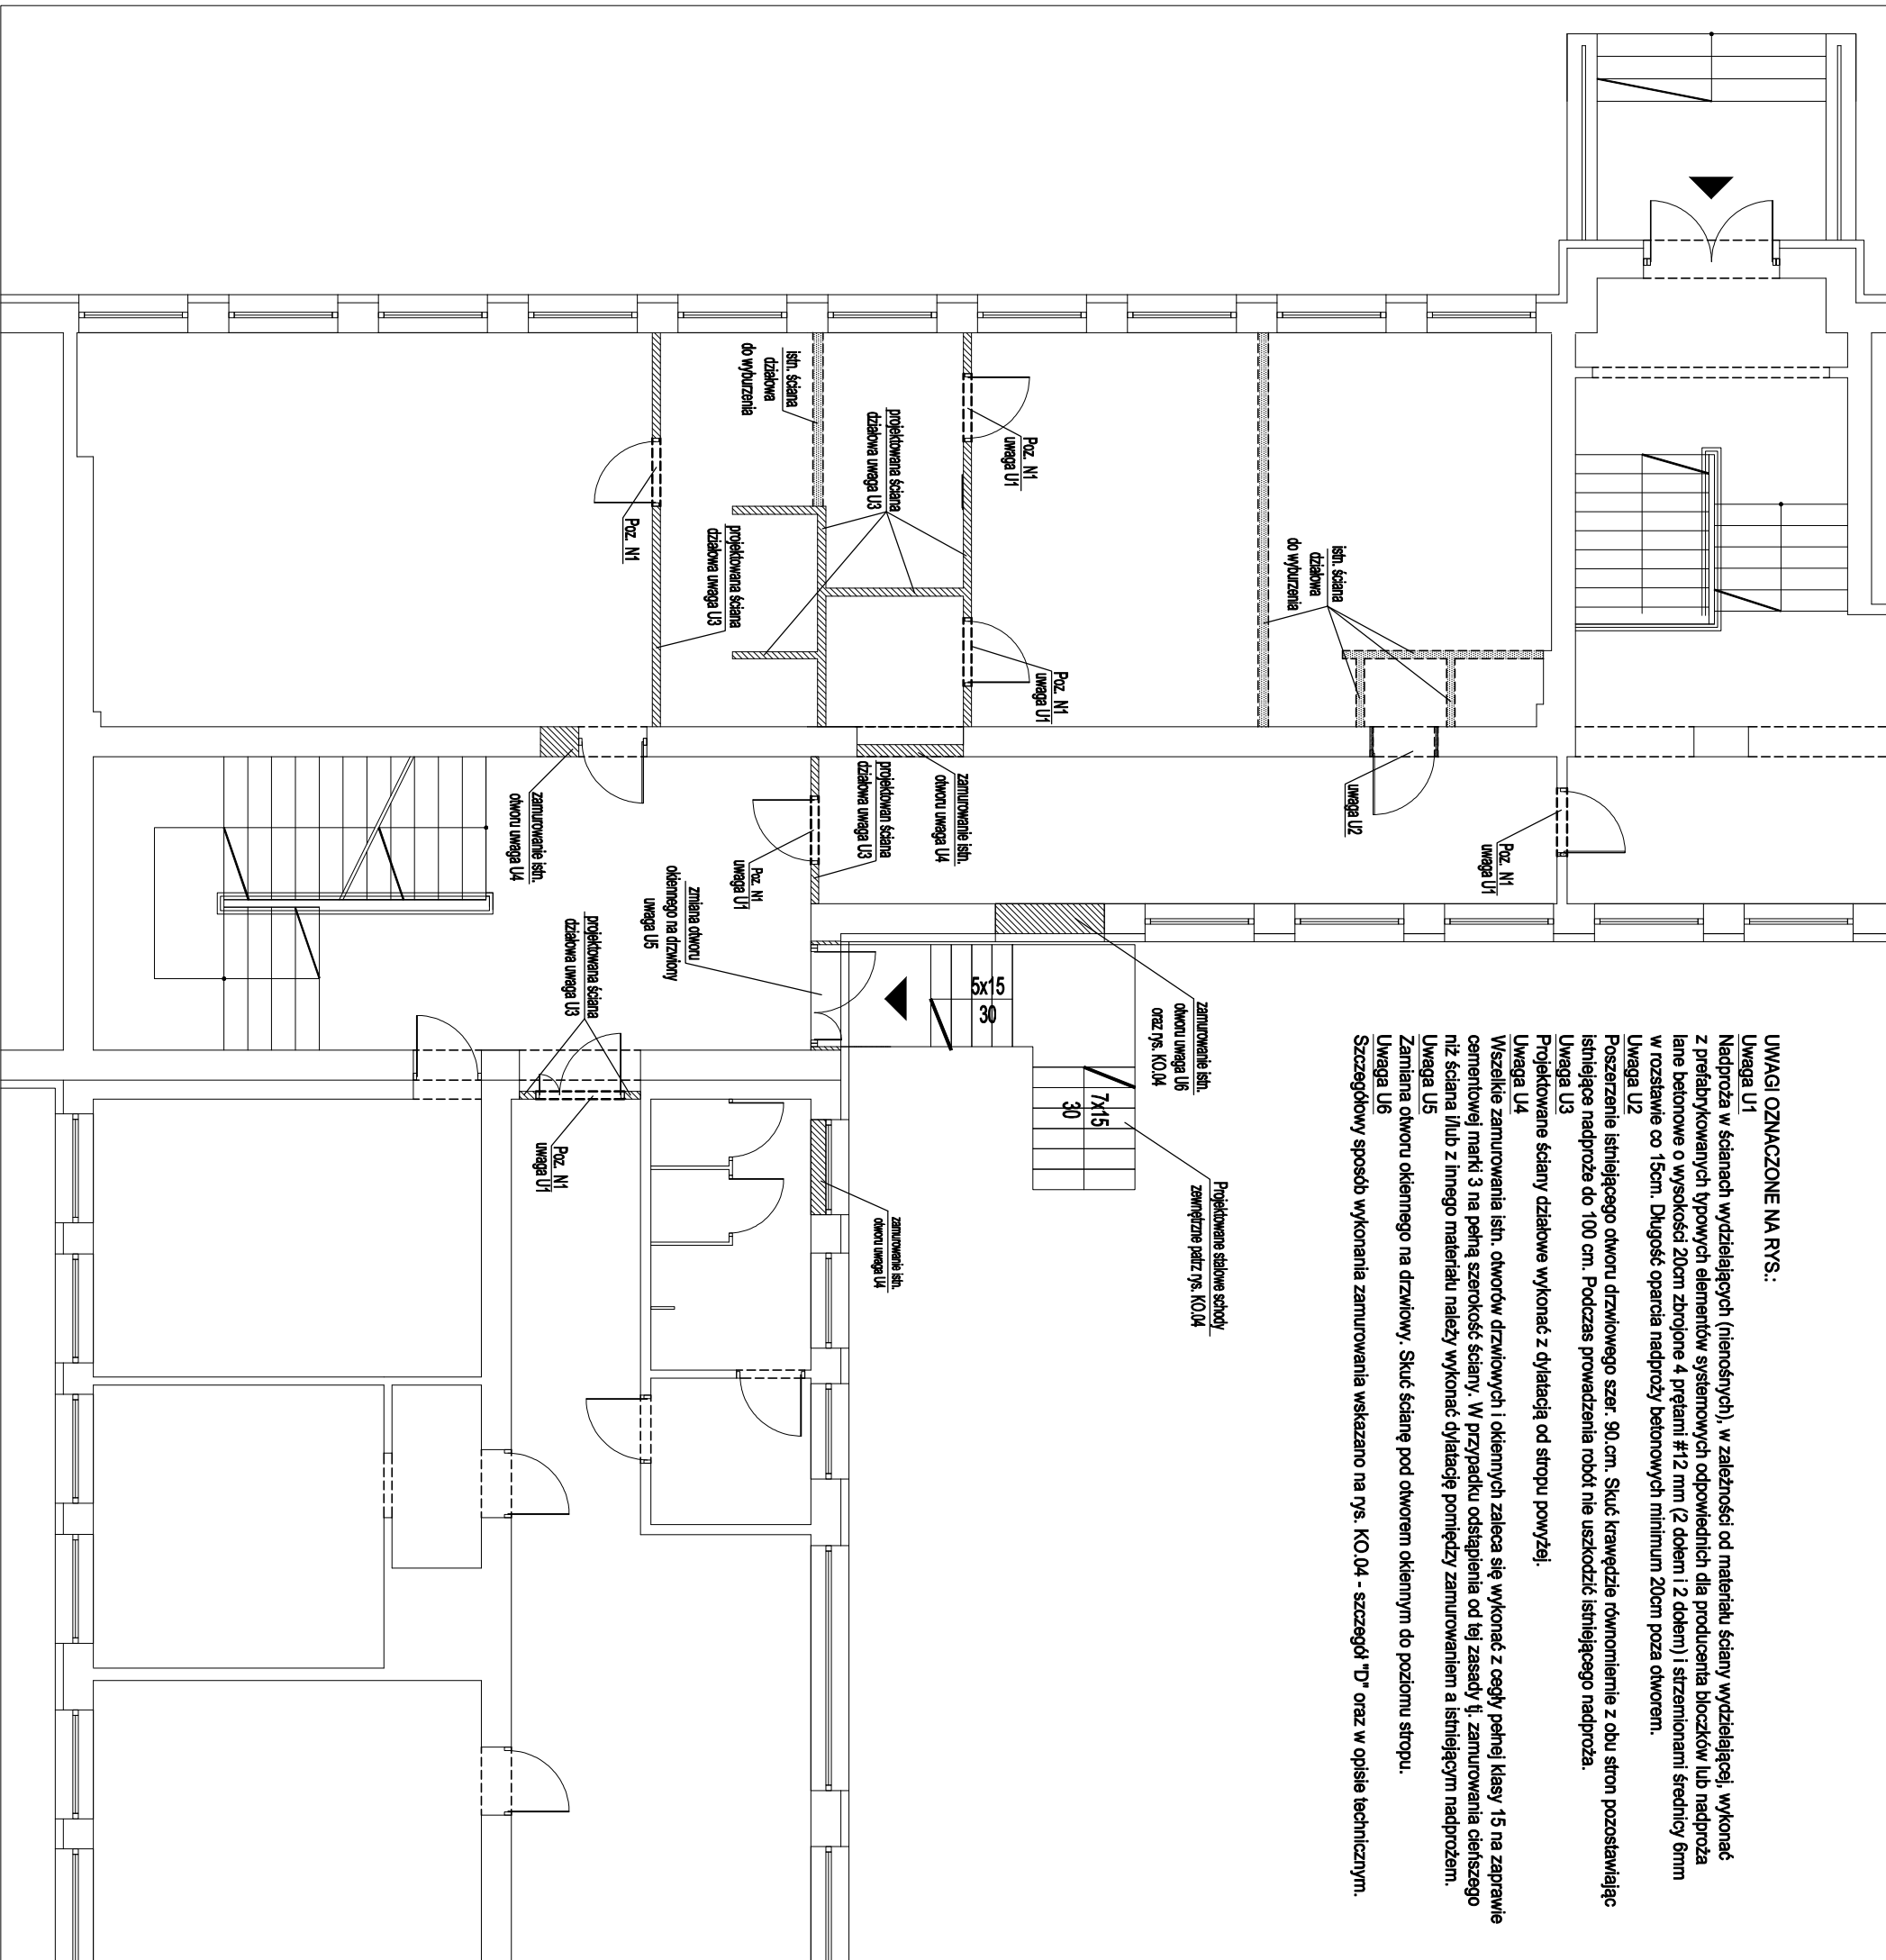 UWAGI OZNACZONE NA RYS.:
Uwaga U1
Nadproża w ścianach wydzielających (nienośnych), w zależności od materiału ściany wydzielającej, wykonać
z prefabrykowanych typowych elementów systemowych odpowiednich dla producenta bloczków lub nadproża
lane betonowe o wysokości 20cm zbrojone 4 prętami #12 mm (2 dołem i 2 dołem) i strzemionami średnicy 6mm
w rozstawie co 15cm. Długość oparcia nadproży betonowych minimum 20cm poza otworem.
Uwaga U2
Poszerzenie istniejącego otworu drzwiowego szer. 90.cm. Skuć krawędzie równomiernie z obu stron pozostawiając
istniejące nadproże do 100 cm. Podczas prowadzenia robót nie uszkodzić istniejącego nadproża.
Uwaga U3
Projektowane ściany działowe wykonać z dylatacją od stropu powyżej.
Uwaga U4
Wszelkie zamurowania istn. otworów drzwiowych i okiennych zaleca się wykonać z cegły pełnej klasy 15 na zaprawie
cementowej marki 3 na pełną szerokość ściany. W przypadku odstąpienia od tej zasady tj. zamurowania cieńszego
niż ściana i/lub z innego materiału należy wykonać dylatację pomiędzy zamurowaniem a istniejącym nadprożem.
Uwaga U5
Zamiana otworu okiennego na drzwiowy. Skuć ścianę pod otworem okiennym do poziomu stropu.
Uwaga U6
Szczegółowy sposób wykonania zamurowania wskazano na rys. KO.04 - szczegół "D" oraz w opisie technicznym.
Poz. N1
uwaga U1
uwaga U2
istn. ściana
działowa
do wyburzenia
Poz. N1
uwaga U1
Poz. N1
uwaga U1
zamurowanie istn.
otworu uwaga U4
projektowana ściana
działowa uwaga U3
projektowan ściana
działowa uwaga U3
istn. ściana
działowa
do wyburzenia
projektowana ściana
działowa uwaga U3
Poz. N1
Poz. N1
uwaga U1
zmiana otworu
okiennego na drzwiony
uwaga U5
projektowana ściana
działowa uwaga U3
zamurowanie istn.
otworu uwaga U4
Poz. N1
uwaga U1
zamurowanie istn.
otworu uwaga U6
oraz rys. KO.04
Projektowane stalowe schody
zewnętrzne patrz rys. KO.04
zamurowanie istn.
otworu uwaga U4
5x15
30
7x15
30